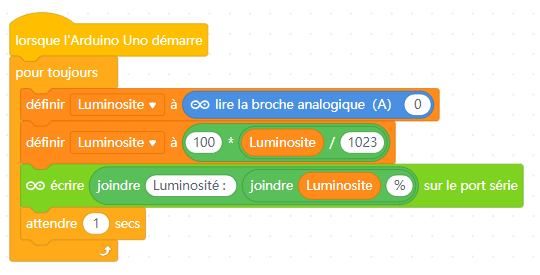 lorsque l'Arduino Uno démarre
pour toujours
définir Luminosite à lire la broche analogique (A) 0
définir Luminosite à 100 * Luminosite / 1023
écrire joindre Luminosité : joindre Luminosite % sur le port série
attendre 1 secs